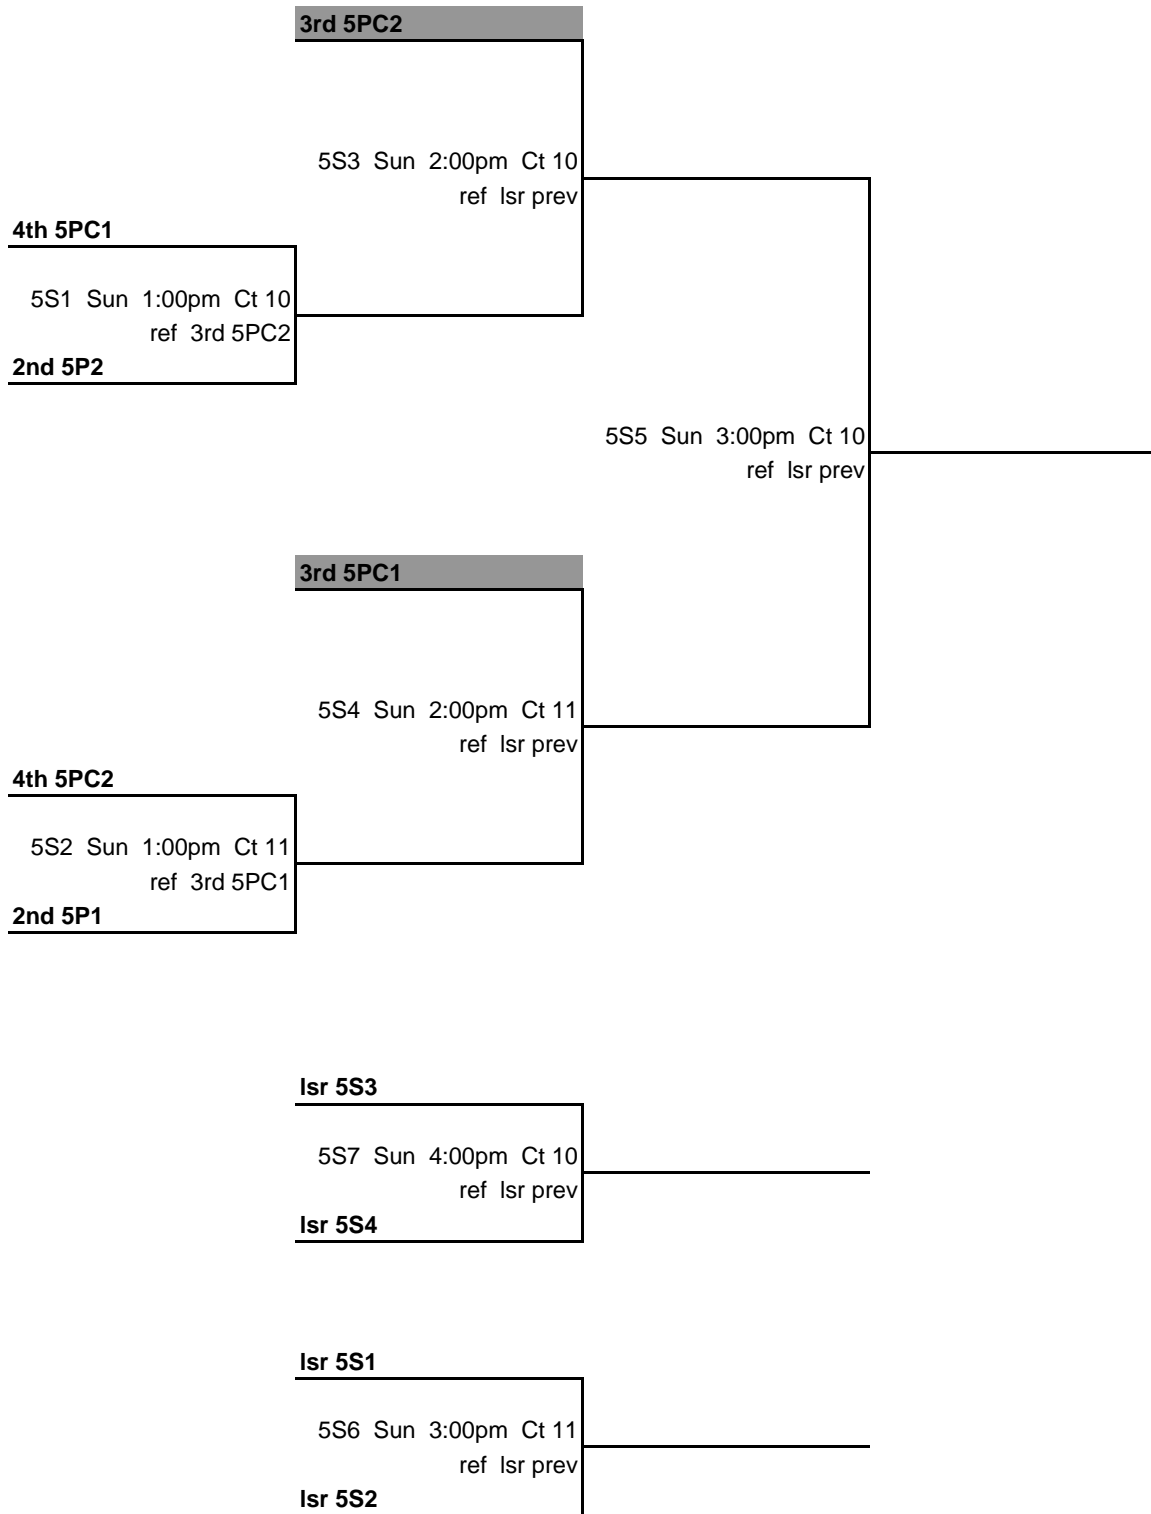 3rd 5PC2
5S3 Sun 2:00pm Ct 10
ref lsr prev
4th 5PC1
5S1 Sun 1:00pm Ct 10
ref 3rd 5PC2
2nd 5P2
5S5 Sun 3:00pm Ct 10
ref lsr prev
3rd 5PC1
5S4 Sun 2:00pm Ct 11
ref lsr prev
4th 5PC2
5S2 Sun 1:00pm Ct 11
ref 3rd 5PC1
2nd 5P1
lsr 5S3
5S7 Sun 4:00pm Ct 10
ref lsr prev
lsr 5S4
lsr 5S1
5S6 Sun 3:00pm Ct 11
ref lsr prev
lsr 5S2